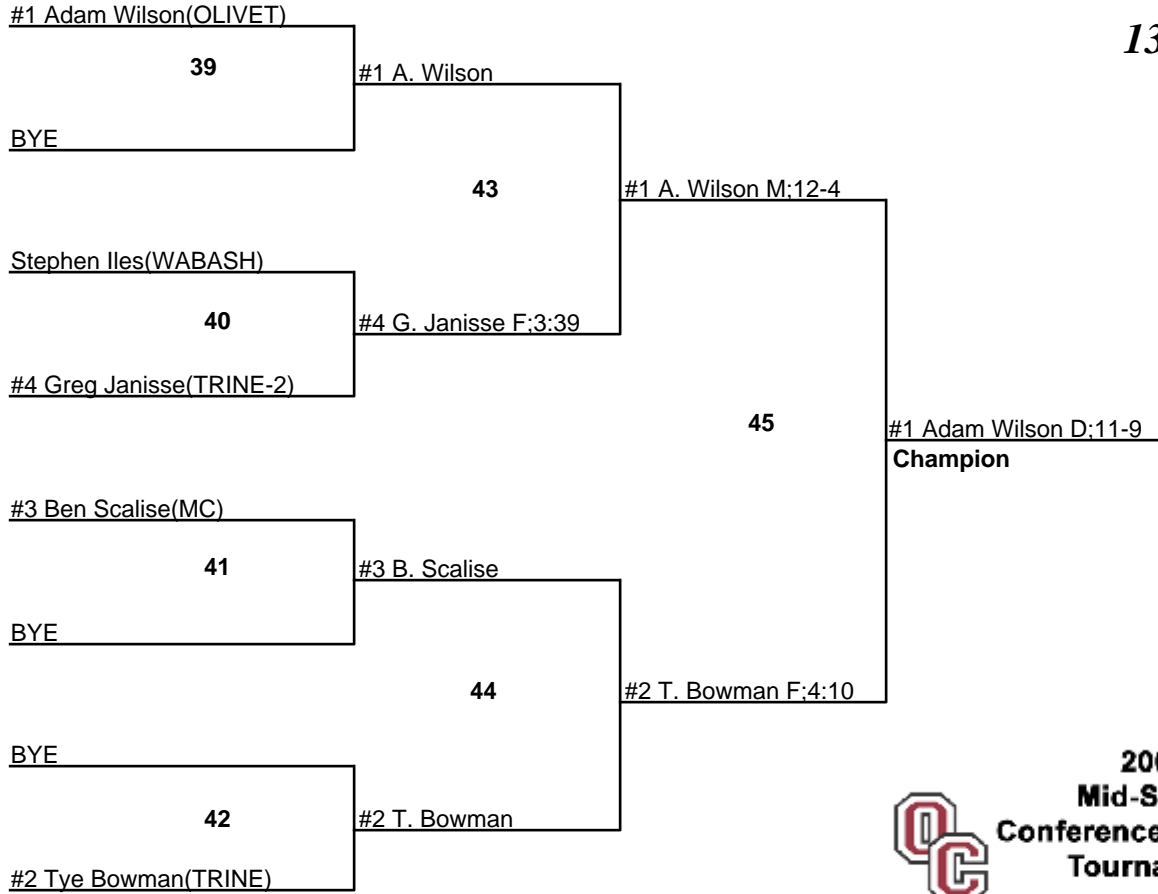 #1 Adam Wilson(OLIVET)
13
39
#1 A. Wilson
BYE
43
#1 A. Wilson M;12-4
Stephen Iles(WABASH)
40
#4 G. Janisse F;3:39
#4 Greg Janisse(TRINE-2)
45
#1 Adam Wilson D;11-9
Champion
#3 Ben Scalise(MC)
41
#3 B. Scalise
BYE
44
#2 T. Bowman F;4:10
BYE
42
#2 T. Bowman
#2 Tye Bowman(TRINE)
200
Mid-S
Conference
Tourna
OC